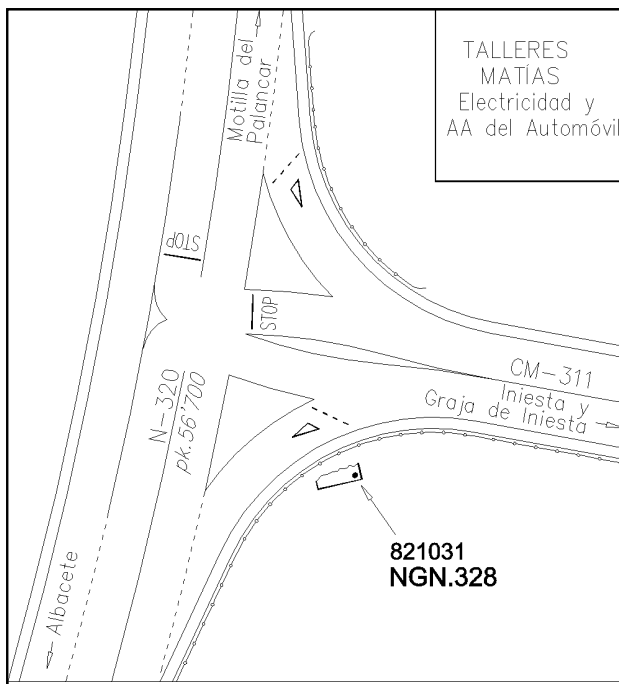 TALLERES
MATÍAS
Electricidad y
AA del Automóvil
Motilla del
Palancar
STOP
STOP
CM-311
Iniesta y
Graja de Iniesta
N-320
pk.56'700
Albacete
821031
NGN.328